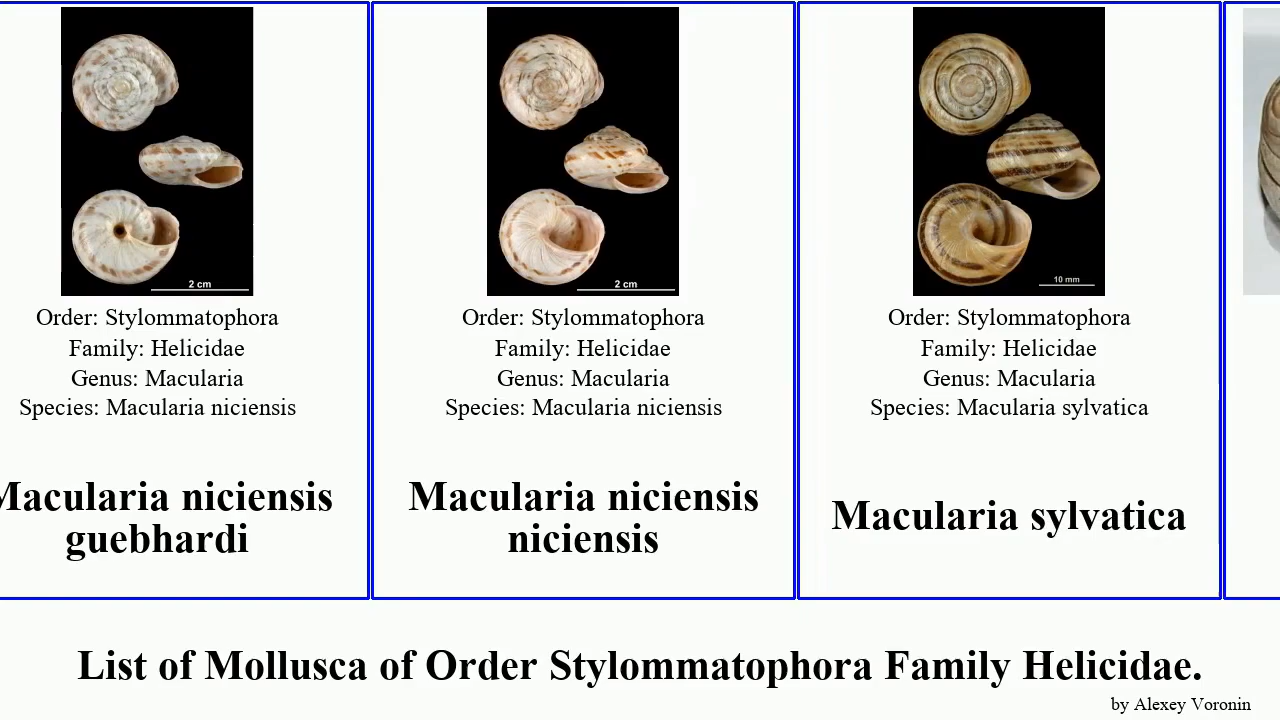 2 cm
Order: Stylommatophora
Family: Helicidae
Genus: Macularia
Species: Macularia niciensis
Macularia niciensis
guebhardi
2 cm
Order: Stylommatophora
Family: Helicidae
Genus: Macularia
Species: Macularia niciensis
Macularia niciensis
niciensis
10 mm
Order: Stylommatophora
Family: Helicidae
Genus: Macularia
Species: Macularia sylvatica
Macularia sylvatica
List of Mollusca of Order Stylommatophora Family Helicidae.
by Alexey Voronin